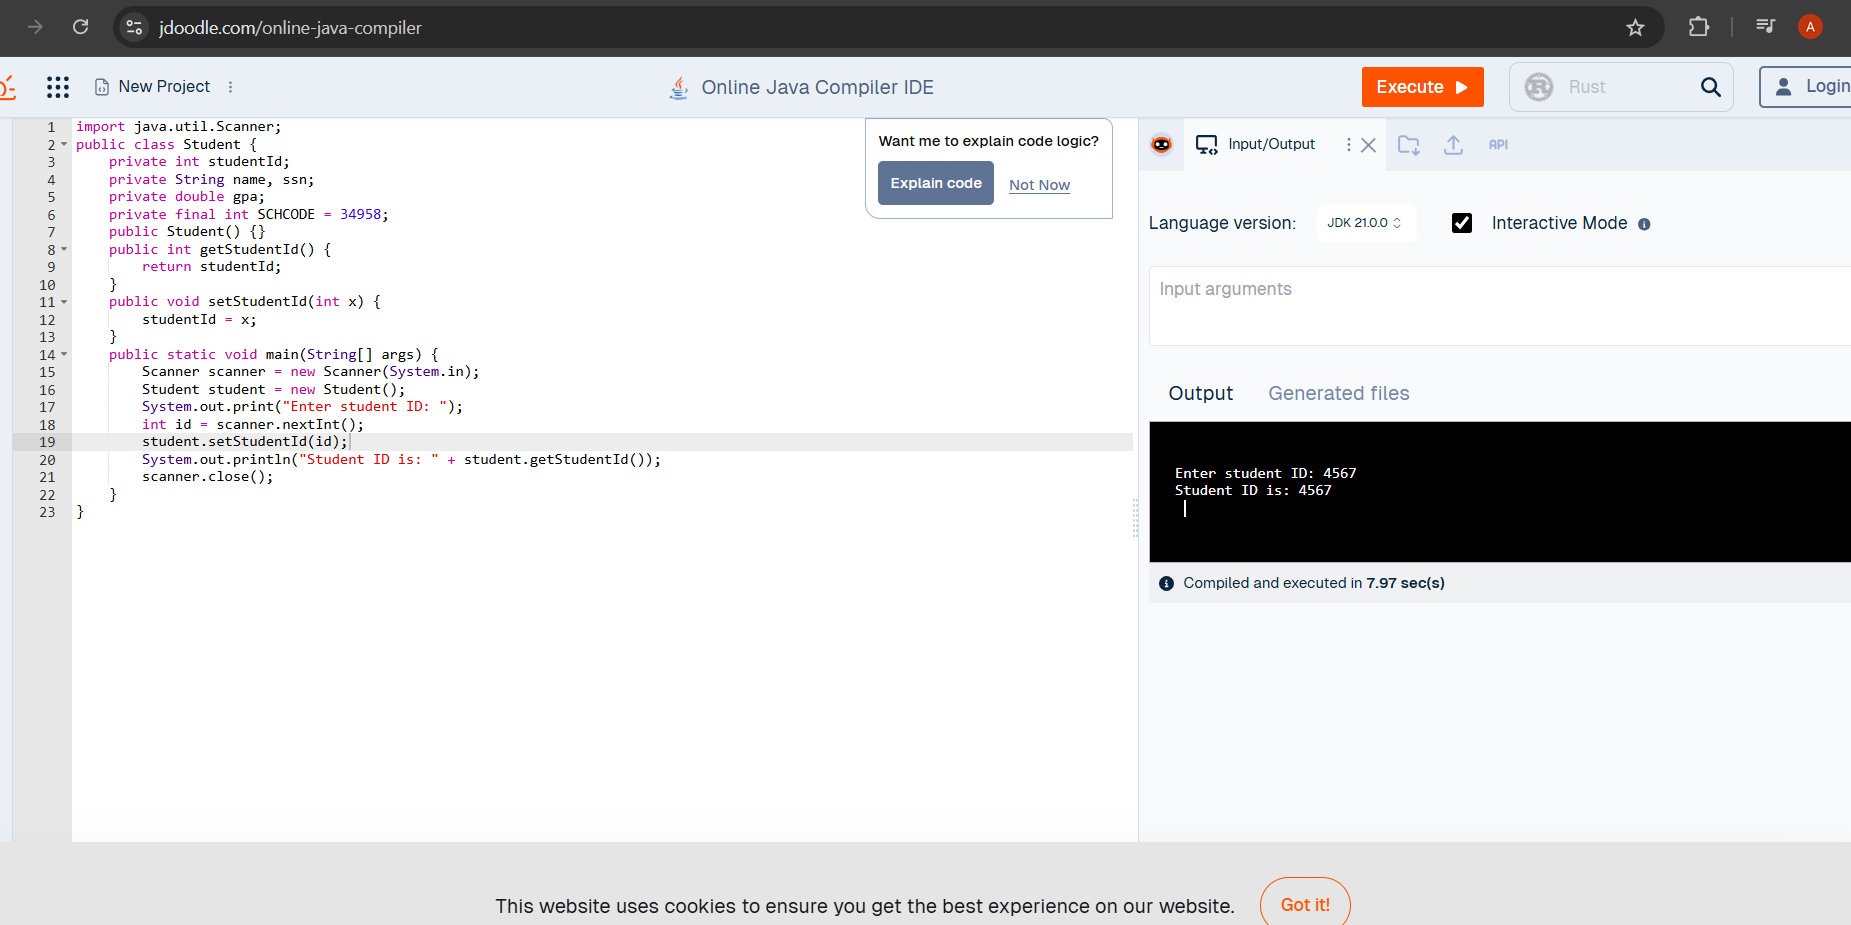 jdoodle.com/online-java-compiler
A
New Project
Online Java Compiler IDE
Execute
Rust
Login
1 import java.util.Scanner;
2 public class Student {
3     private int studentId;
4     private String name, ssn;
5     private double gpa;
6     private final int SCHCODE = 34958;
7     public Student() {}
8     public int getStudentId() {
9         return studentId;
10     }
11     public void setStudentId(int x) {
12         studentId = x;
13     }
14     public static void main(String[] args) {
15         Scanner scanner = new Scanner(System.in);
16         Student student = new Student();
17         System.out.print("Enter student ID: ");
18         int id = scanner.nextInt();
19         student.setStudentId(id);
20         System.out.println("Student ID is: " + student.getStudentId());
21         scanner.close();
22     }
23 }
Want me to explain code logic?
Explain code Not Now
Input/Output
API
Language version: JDK 21.0.0 Interactive Mode
Input arguments
Output Generated files
Enter student ID: 4567
Student ID is: 4567
Compiled and executed in 7.97 sec(s)
This website uses cookies to ensure you get the best experience on our website. Got it!